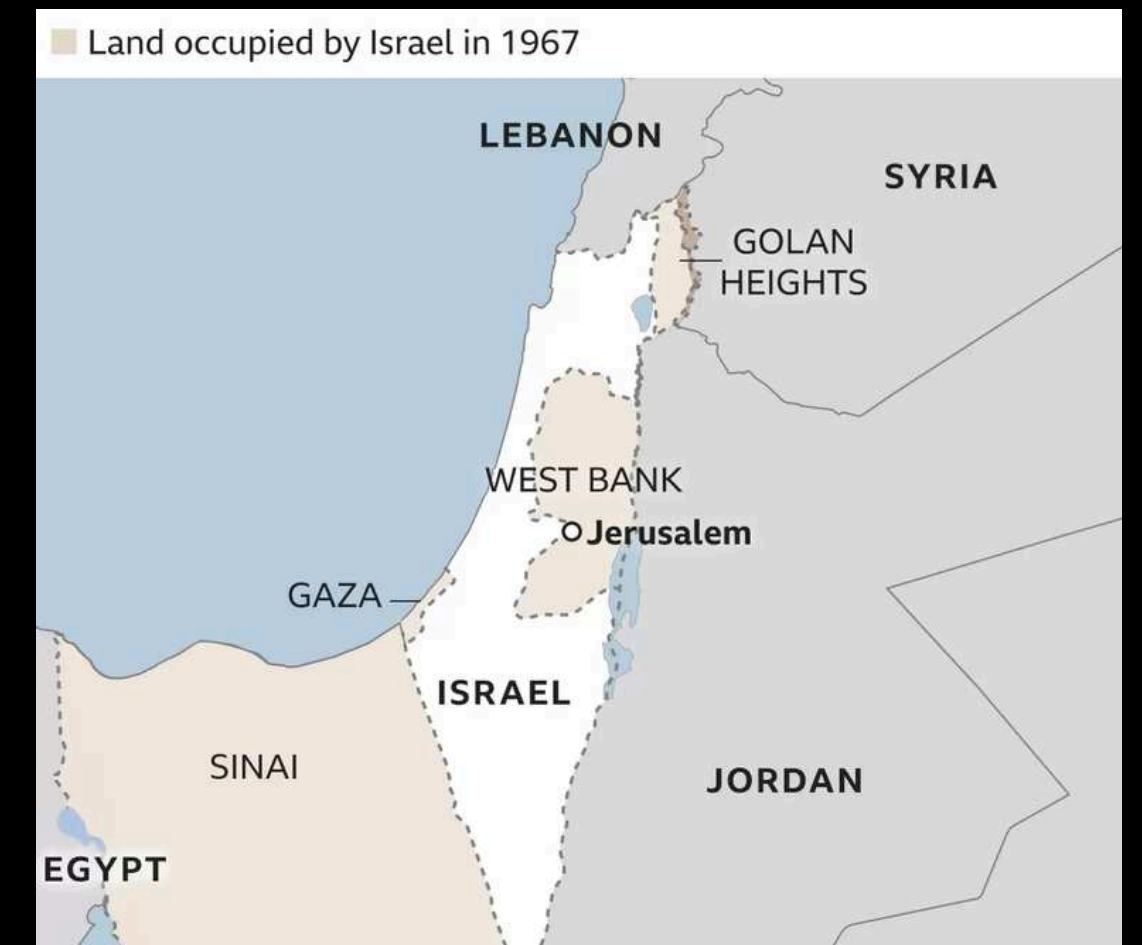 Land occupied by Israel in 1967
LEBANON
SYRIA
GOLAN
HEIGHTS
WEST BANK
Jerusalem
GAZA
ISRAEL
SINAI
JORDAN
EGYPT